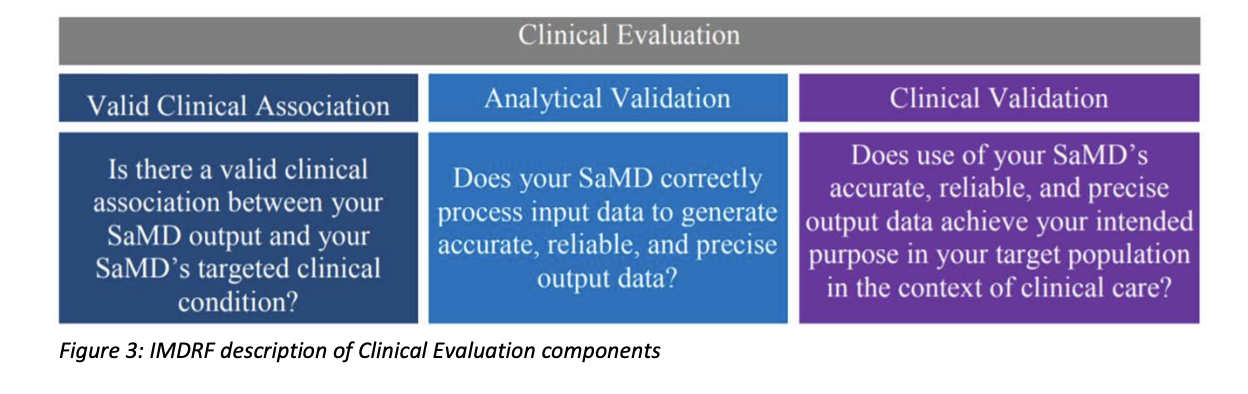 Clinical Evaluation
Valid Clinical Association
Is there a valid clinical
association between your
SaMD output and your
SaMD's targeted clinical
condition?
Analytical Validation
Does your SaMD correctly
process input data to generate
accurate, reliable, and precise
output data?
Clinical Validation
Does use of your SaMD's
accurate, reliable, and precise
output data achieve your intended
purpose in your target population
in the context of clinical care?
Figure 3: IMDRF description of Clinical Evaluation components